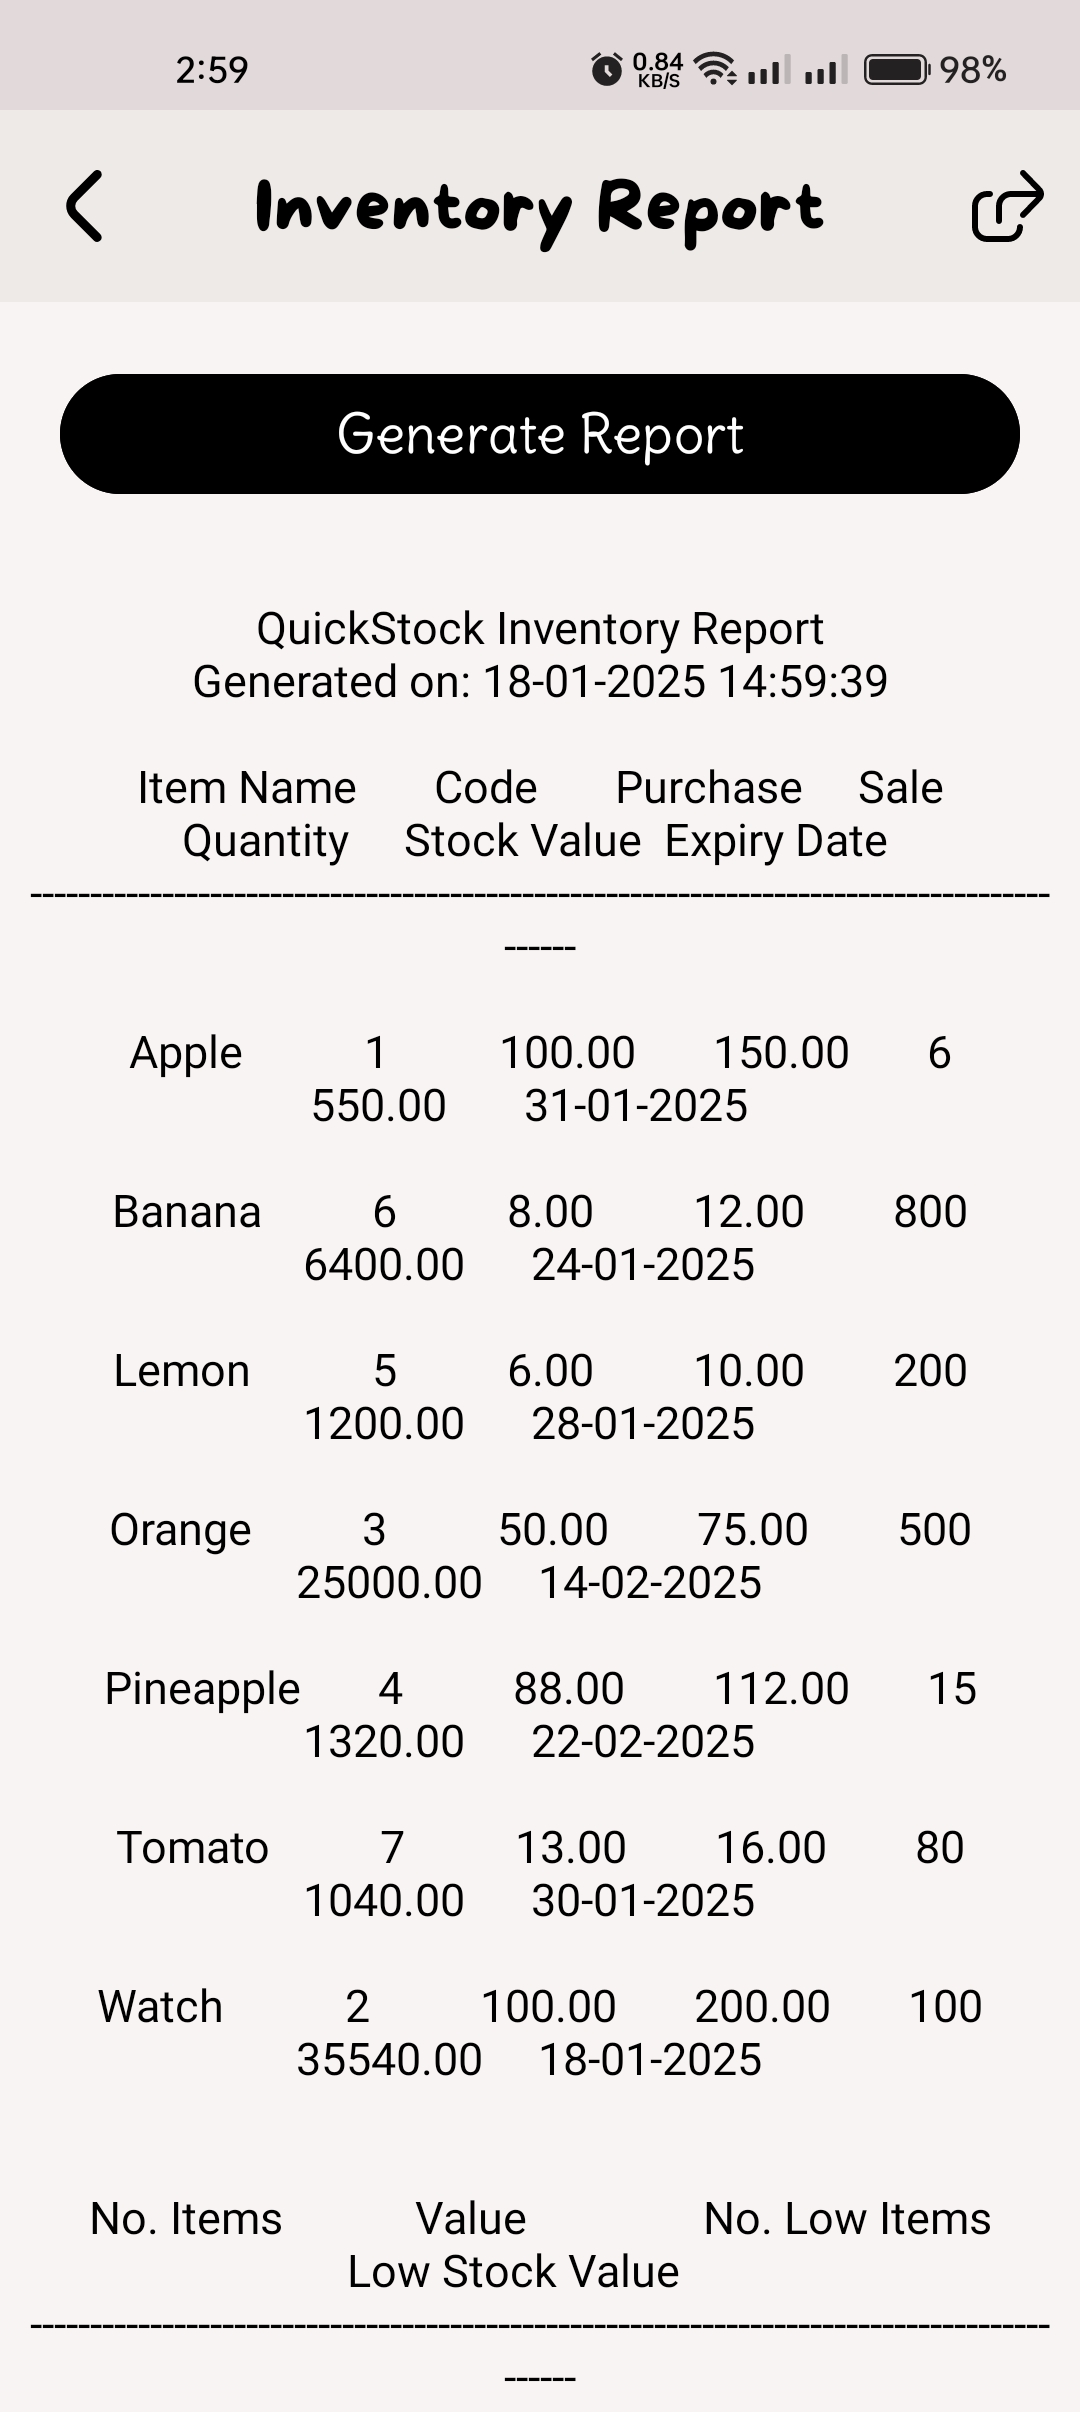 2:59 0.84 KB/S 98%
Inventory Report
Generate Report
QuickStock Inventory Report
Generated on: 18-01-2025 14:59:39
Item Name Code Purchase Sale
Quantity Stock Value Expiry Date
-------------------------------------------------------------------------------------
------
Apple 1 100.00 150.00 6
550.00 31-01-2025
Banana 6 8.00 12.00 800
6400.00 24-01-2025
Lemon 5 6.00 10.00 200
1200.00 28-01-2025
Orange 3 50.00 75.00 500
25000.00 14-02-2025
Pineapple 4 88.00 112.00 15
1320.00 22-02-2025
Tomato 7 13.00 16.00 80
1040.00 30-01-2025
Watch 2 100.00 200.00 100
35540.00 18-01-2025
No. Items Value No. Low Items
Low Stock Value
-------------------------------------------------------------------------------------
------